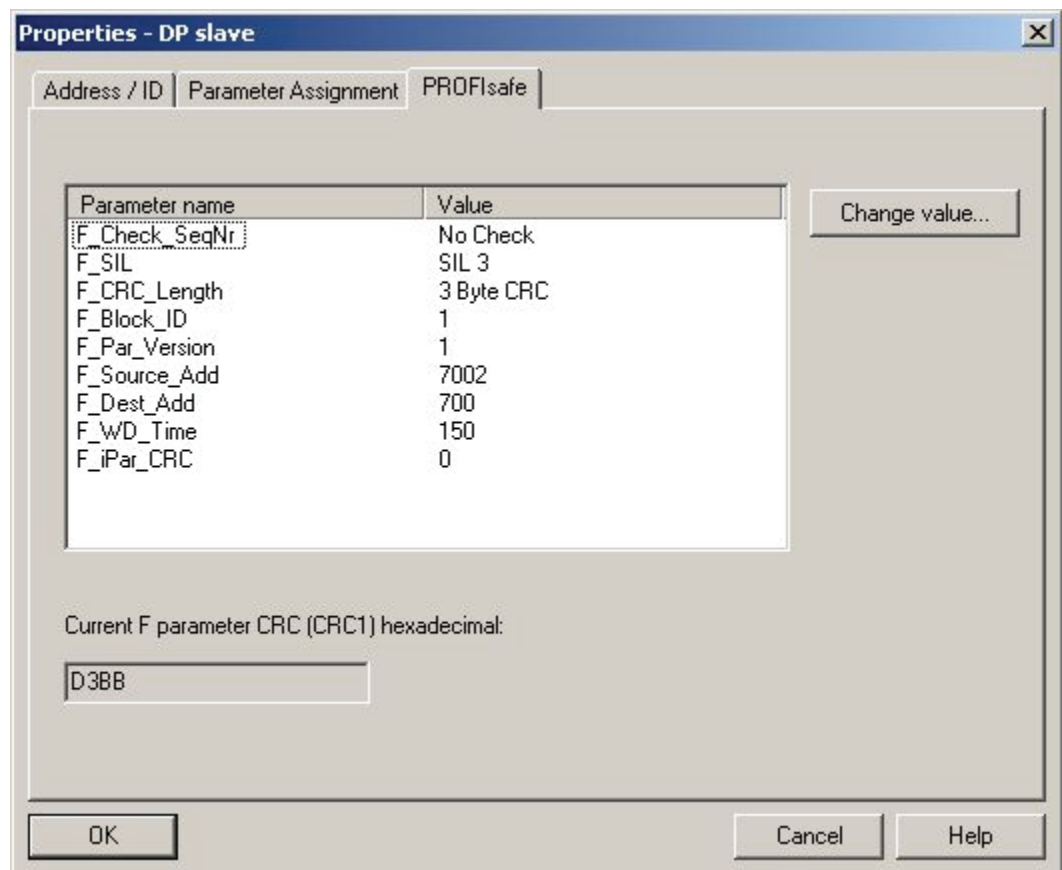 Properties - DP slave
Address / ID Parameter Assignment PROFIsafe
Parameter name Value
F_Check_SeqNr No Check
F_SIL SIL 3
F_CRC_Length 3 Byte CRC
F_Block_ID 1
F_Par_Version 1
F_Source_Add 7002
F_Dest_Add 700
F_WD_Time 150
F_iPar_CRC 0
Change value...
Current F parameter CRC (CRC1) hexadecimal:
D3BB
OK Cancel Help